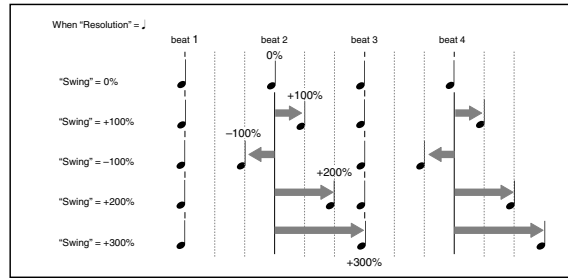 When “Resolution” = ♩
beat 1 beat 2 beat 3 beat 4
0%
“Swing” = 0%
+100%
“Swing” = +100%
–100%
“Swing” = –100%
+200%
“Swing” = +200%
“Swing” = +300%
+300%